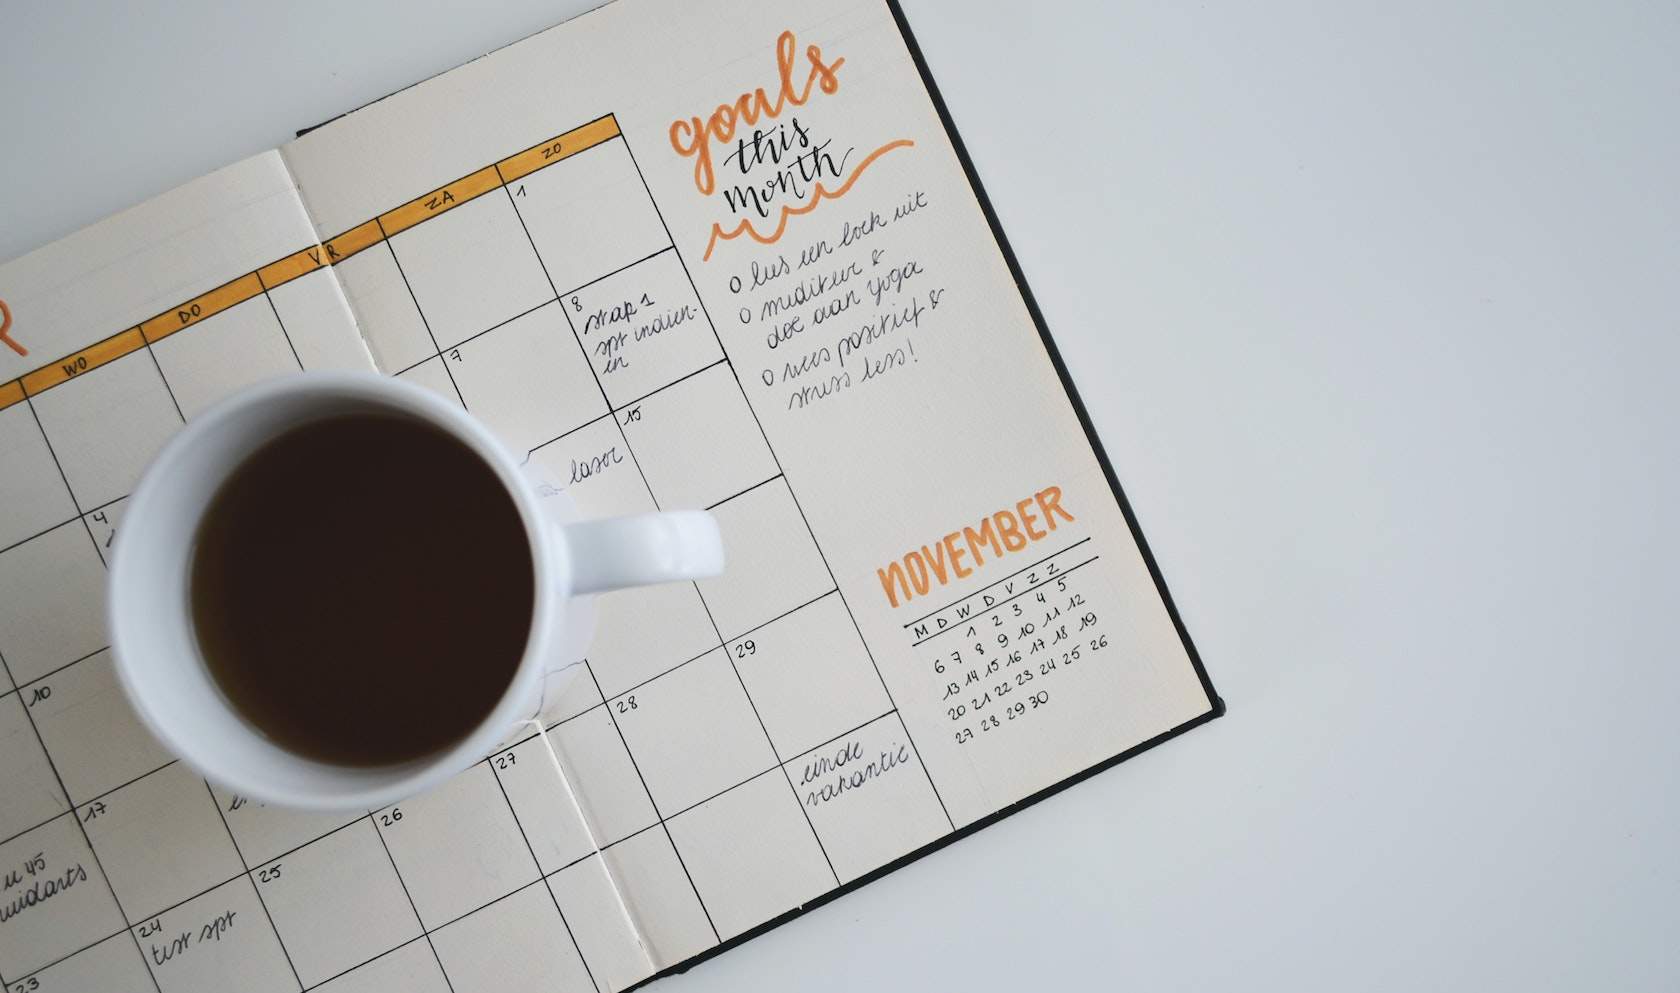 R
WO
DO
VR
ZA
ZO
1
7
8
stap 1
spt indien-
en
4
laser
15
10
17
u 45
huidarts
23
24
test spt
25
26
27
28
29
einde
vakantie
goals
this
month
o lees een boek uit
o mediteer &
doe aan yoga
o wees positief &
stress less!
NOVEMBER
M D W D V Z Z
1 2 3 4 5
6 7 8 9 10 11 12
13 14 15 16 17 18 19
20 21 22 23 24 25 26
27 28 29 30